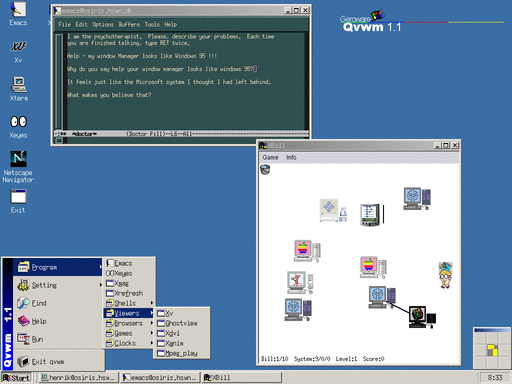 Emacs
Xv
Xterm
Xeyes
Netscape
Navigator
Exit
emacs@osiris.hswn.dk
File Edit Options Buffers Tools Help
I am the psychotherapist. Please, describe your problems. Each time
you are finished talking, type RET twice.
Help - my window Manager looks like Windows 95 !!!
Why do you say help your window manager looks like windows 95?
It feels just like the Microsoft system I thought I had left behind.
What makes you believe that?
*doctor* (Doctor Fill)--L6--All
Geroware
Qvwm 1.1
XBill
Game Info
Bill:1/10 System:9/0/0 Level:1 Score:0
Qvwm 1.1
Program
Setting
Find
Help
Run
Exit qvwm
Emacs
Xeyes
Xmag
Xrefresh
Shells
Viewers
Browsers
Games
Clocks
Xv
Ghostview
Xdvi
Xanim
Mpeg_play
Start
henrik@osiris.hsw...
emacs@osiris.hswn...
XBill
8:33